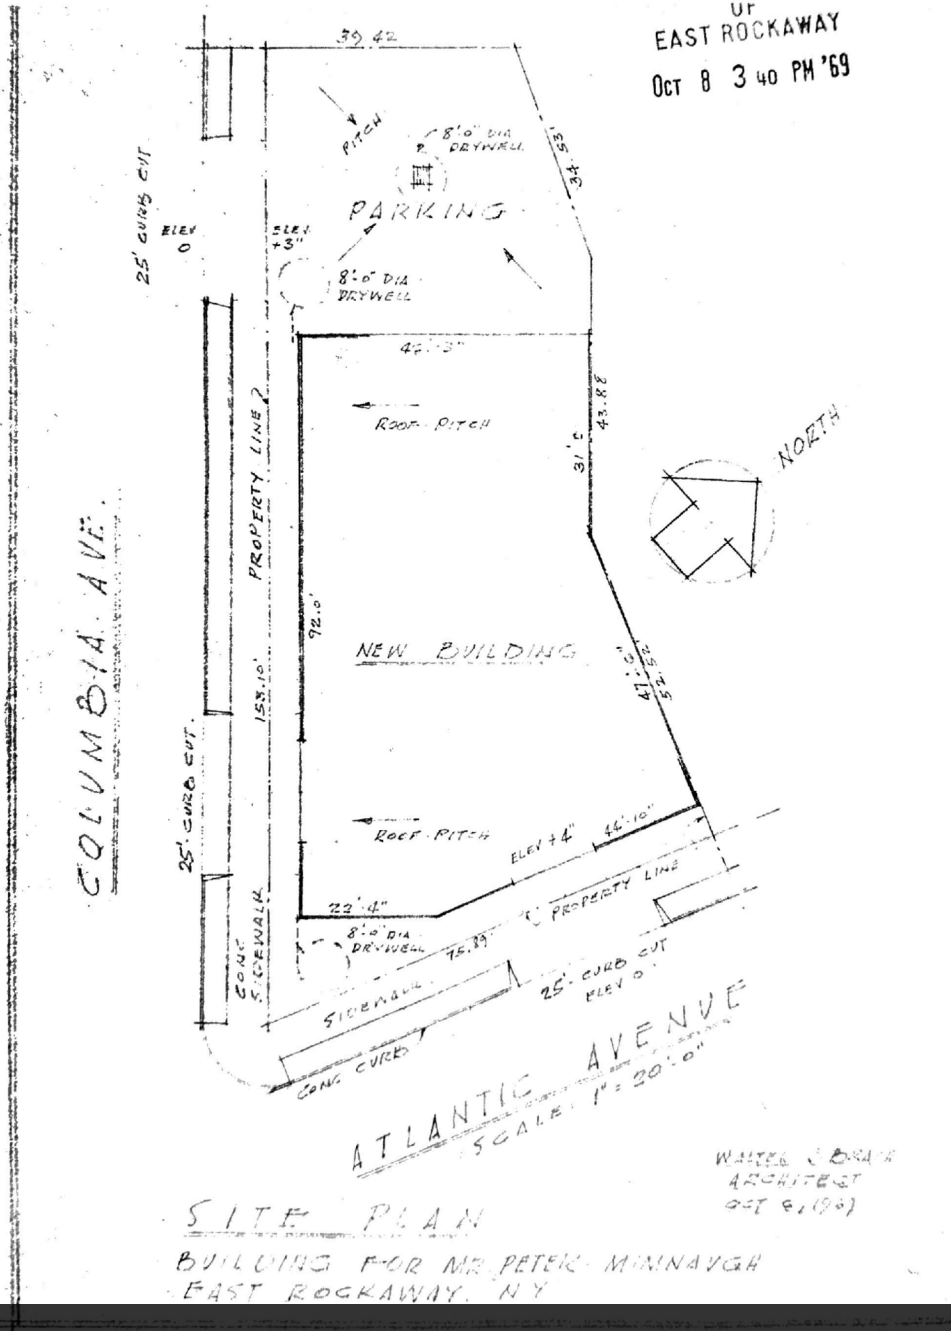 OF
EAST ROCKAWAY
OCT 8 3 40 PM '69
39.42
PITCH
8'-0" DIA
DRYWELL
34.53'
PARKING
25' CURB CUT
ELEV
0
ELEV
+3"
8'-0" DIA
DRYWELL
43.88
ROOF PITCH
NORTH
PROPERTY LINE
92.0'
NEW BUILDING
47'-6"
52.52'
153.10'
COLUMBIA AVE.
25' CURB CUT.
ROOF PITCH
ELEV +4"
44'-10"
PROPERTY LINE
22'-4"
8'-0" DIA
DRYWELL
75.89'
CONC
SIDEWALK
SIDEWALK
25' CURB CUT
ELEV 0
CONC CURB
ATLANTIC AVENUE
SCALE: 1" = 20'-0"
WALTER
ARCHITECT
SITE PLAN
BUILDING FOR MR PETER MINNAUGH
EAST ROCKAWAY, NY